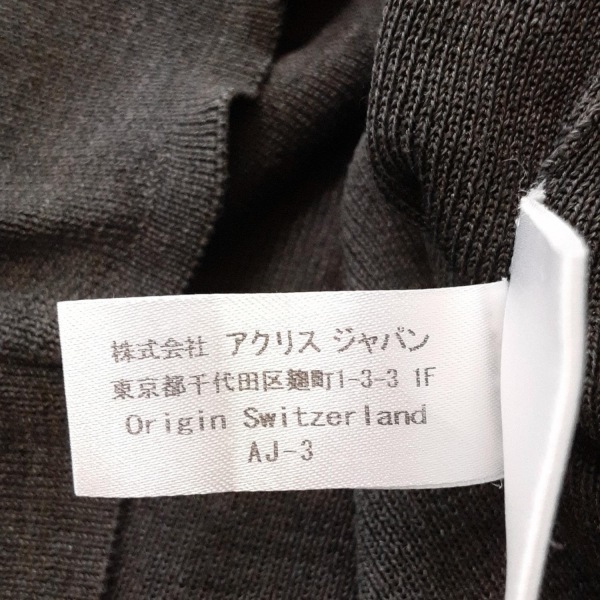 株式会社 アクリス ジャパン
東京都千代田区麹町1-3-3 1F
Origin Switzerland
AJ-3